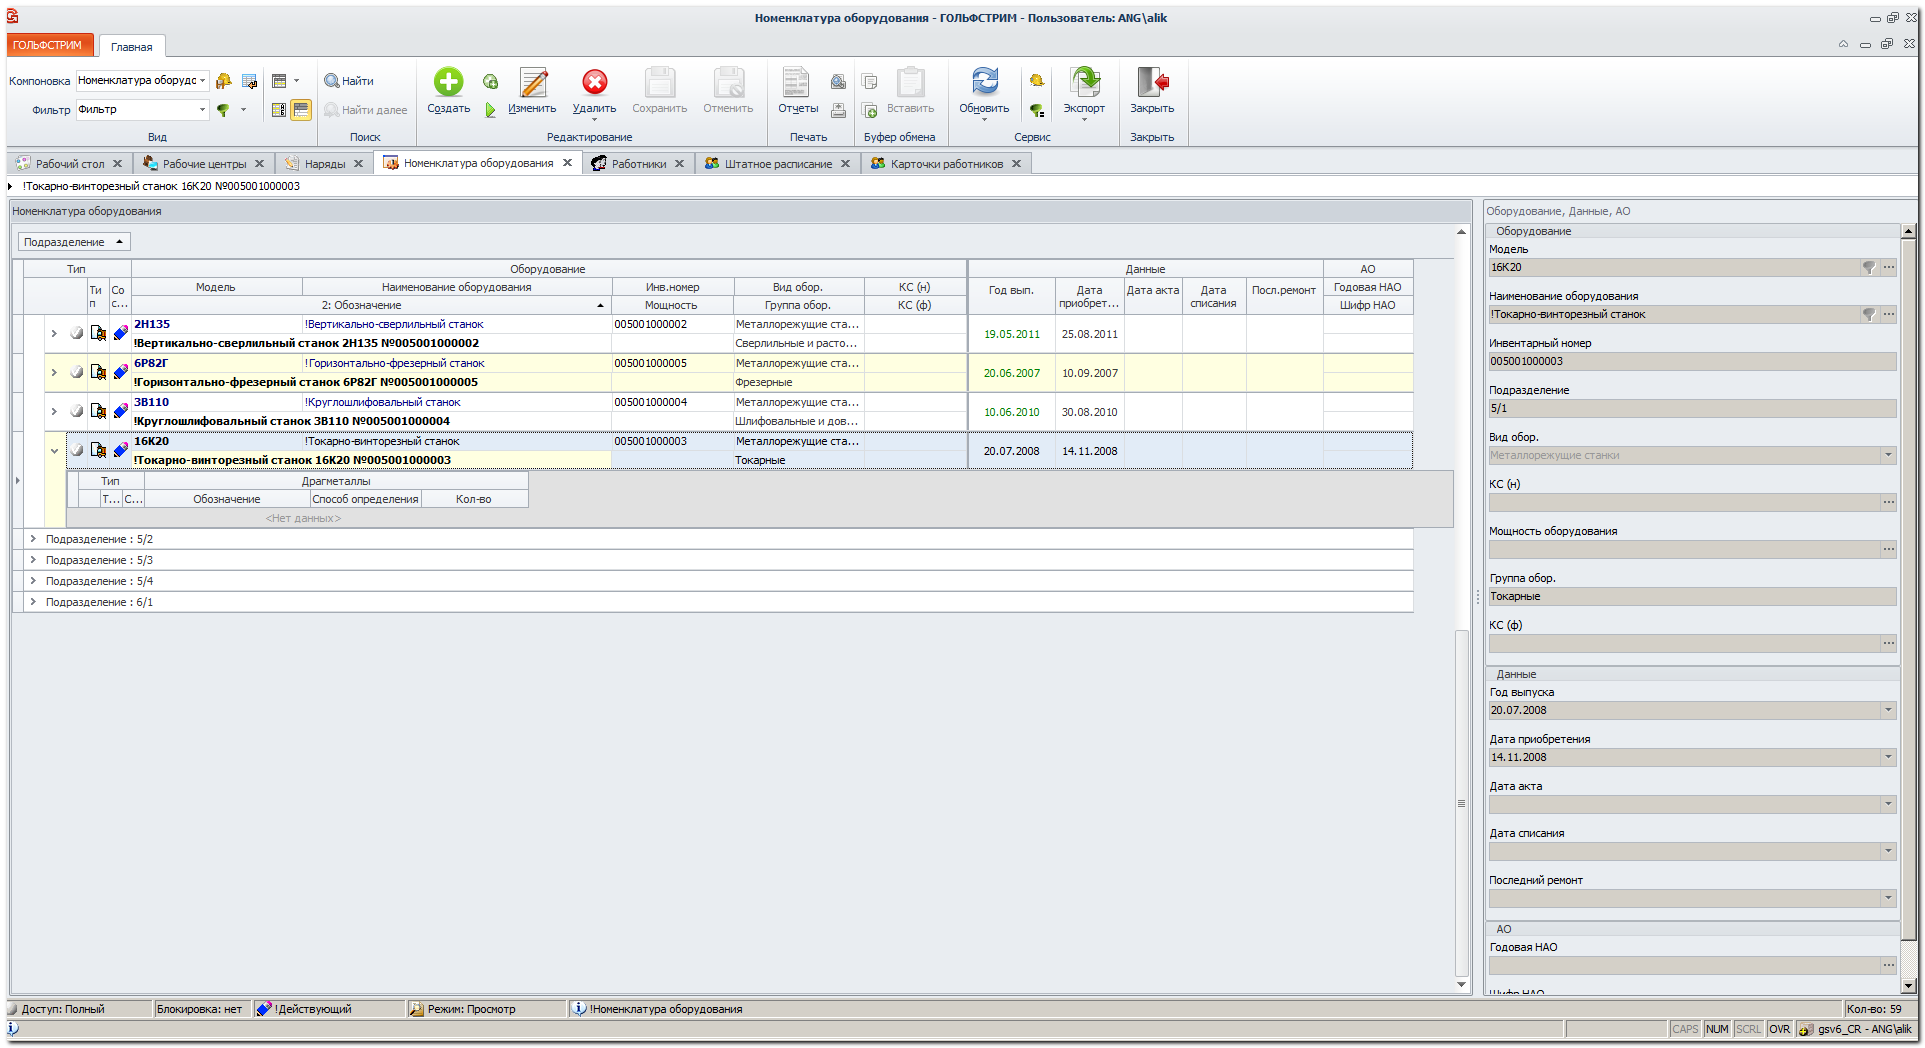 Номенклатура оборудования - ГОЛЬФСТРИМ - Пользователь: ANG\alik
ГОЛЬФСТРИМ Главная
Компоновка Номенклатура оборудс Найти
Фильтр Фильтр Найти далее
Создать Изменить Удалить Сохранить Отменить Отчеты Вставить Обновить Экспорт Закрыть
Вид Поиск Редактирование Печать Буфер обмена Сервис Закрыть
Рабочий стол Рабочие центры Наряды Номенклатура оборудования Работники Штатное расписание Карточки работников
!Токарно-винторезный станок 16К20 №005001000003
Номенклатура оборудования
Подразделение
Тип Оборудование Данные АО
Ти п Со с... Модель Наименование оборудования Инв.номер Вид обор. КС (н) Год вып. Дата приобрет... Дата акта Дата списания Посл.ремонт Годовая НАО
2: Обозначение Мощность Группа обор. КС (ф) Шифр НАО
2Н135 !Вертикально-сверлильный станок 005001000002 Металлорежущие ста... 19.05.2011 25.08.2011
!Вертикально-сверлильный станок 2Н135 №005001000002 Сверлильные и расто...
6Р82Г !Горизонтально-фрезерный станок 005001000005 Металлорежущие ста... 20.06.2007 10.09.2007
!Горизонтально-фрезерный станок 6Р82Г №005001000005 Фрезерные
3В110 !Круглошлифовальный станок 005001000004 Металлорежущие ста... 10.06.2010 30.08.2010
!Круглошлифовальный станок 3В110 №005001000004 Шлифовальные и дов...
16К20 !Токарно-винторезный станок 005001000003 Металлорежущие ста... 20.07.2008 14.11.2008
!Токарно-винторезный станок 16К20 №005001000003 Токарные
Тип Драгметаллы
Т... С... Обозначение Способ определения Кол-во
<Нет данных>
Подразделение : 5/2
Подразделение : 5/3
Подразделение : 5/4
Подразделение : 6/1
Оборудование, Данные, АО
Оборудование
Модель
16К20
Наименование оборудования
!Токарно-винторезный станок
Инвентарный номер
005001000003
Подразделение
5/1
Вид обор.
Металлорежущие станки
КС (н)
Мощность оборудования
Группа обор.
Токарные
КС (ф)
Данные
Год выпуска
20.07.2008
Дата приобретения
14.11.2008
Дата акта
Дата списания
Последний ремонт
АО
Годовая НАО
Шифр НАО
Доступ: Полный Блокировка: нет !Действующий Режим: Просмотр !Номенклатура оборудования Кол-во: 59
CAPS NUM SCRL OVR gsv6_CR - ANG\alik